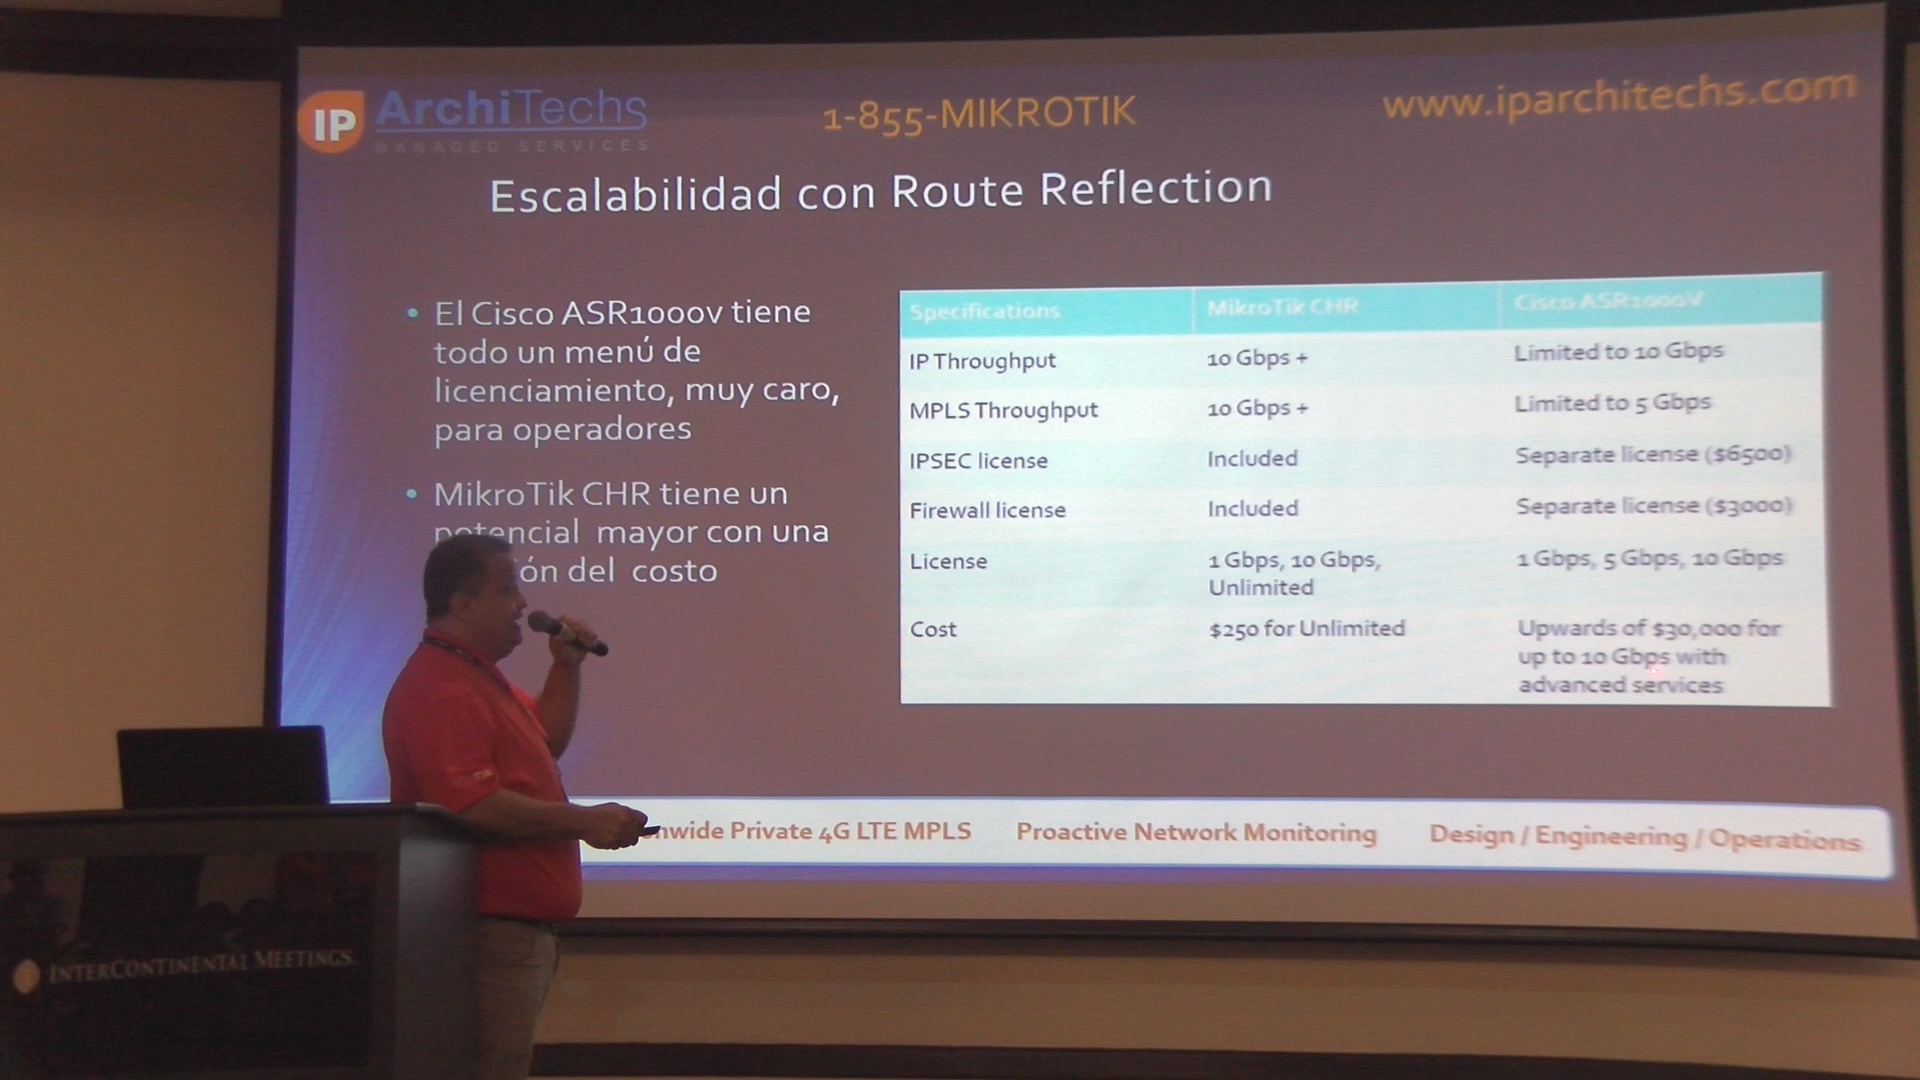 IP ArchiTechs
MANAGED SERVICES
1-855-MIKROTIK
www.iparchitechs.com
Escalabilidad con Route Reflection
• El Cisco ASR1000v tiene
todo un menú de
licenciamiento, muy caro,
para operadores
• MikroTik CHR tiene un
potencial mayor con una
del costo
Specifications MikroTik CHR Cisco ASR1000V
IP Throughput 10 Gbps + Limited to 10 Gbps
MPLS Throughput 10 Gbps + Limited to 5 Gbps
IPSEC license Included Separate license ($6500)
Firewall license Included Separate license ($3000)
License 1 Gbps, 10 Gbps, 1 Gbps, 5 Gbps, 10 Gbps
Unlimited
Cost $250 for Unlimited Upwards of $30,000 for
up to 10 Gbps with
advanced services
Private 4G LTE MPLS Proactive Network Monitoring Design / Engineering / Operations
INTERCONTINENTAL MEETINGS